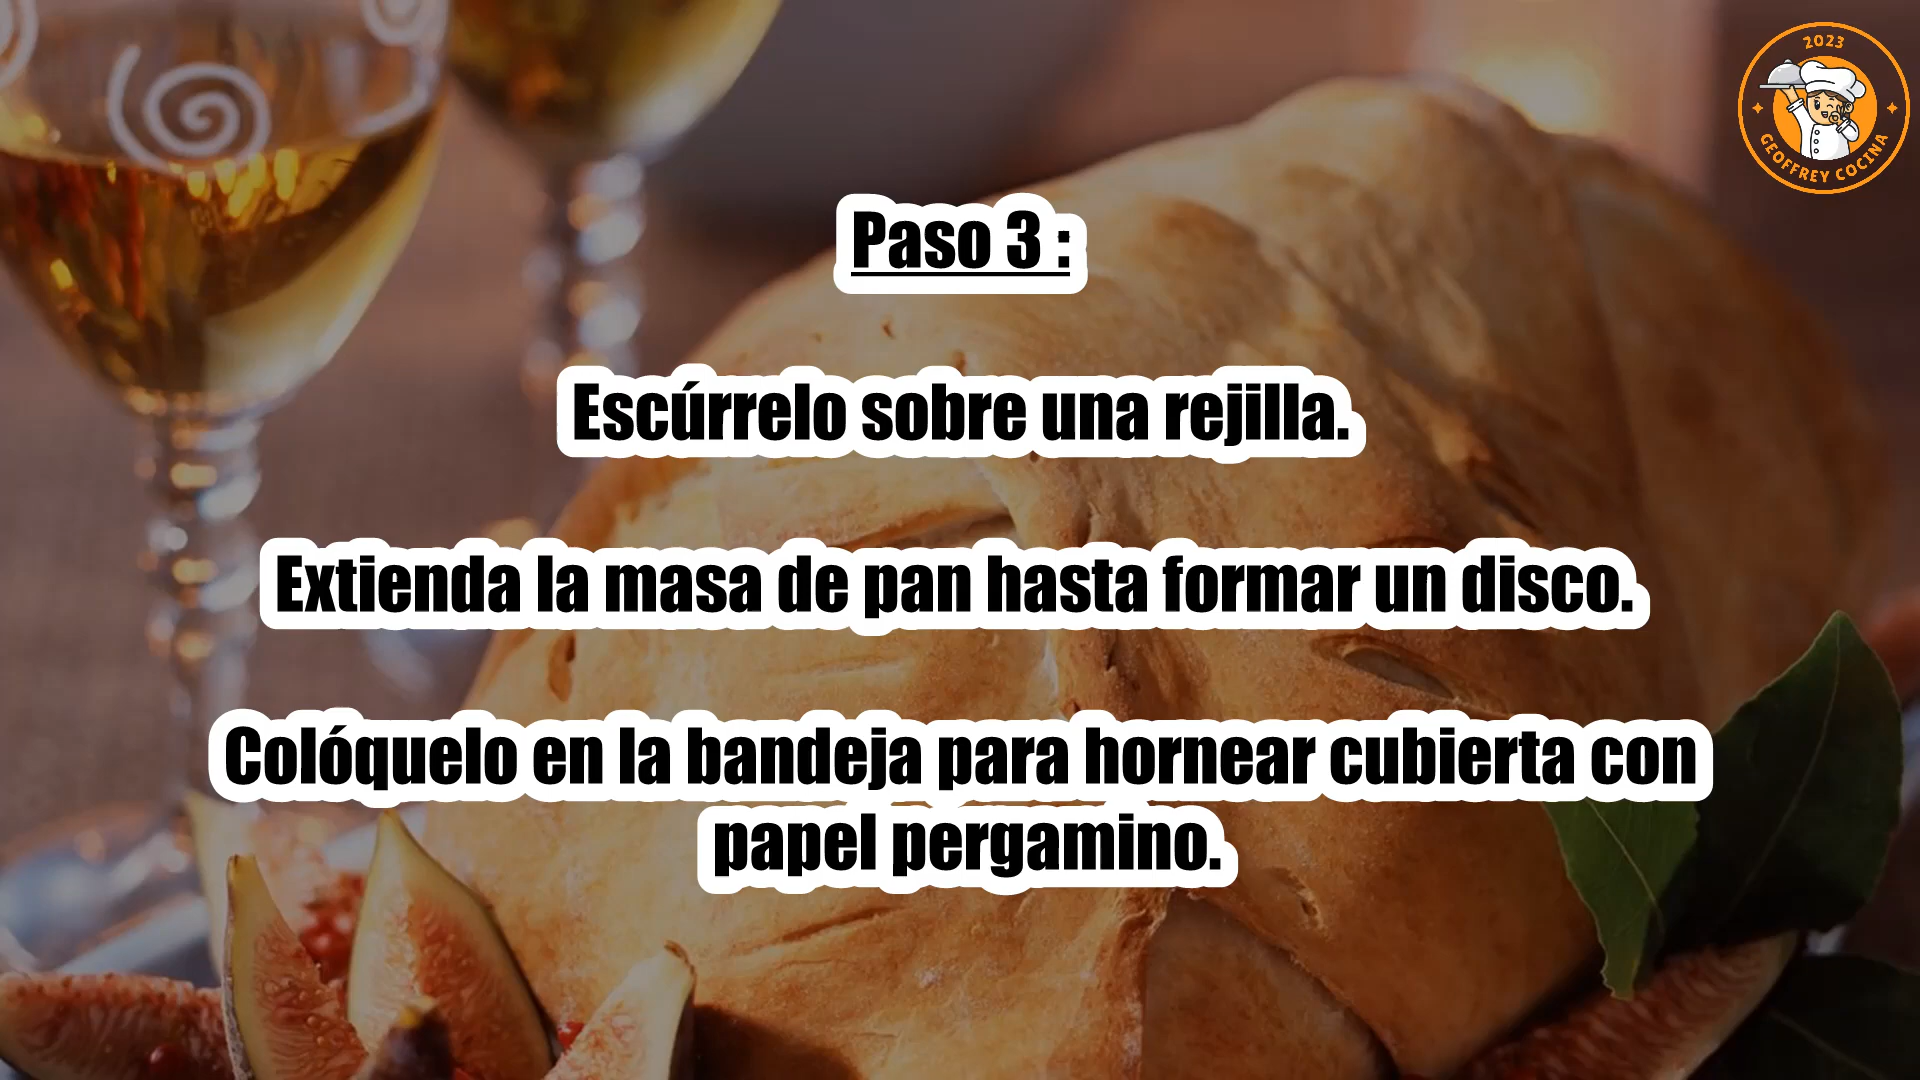 2023
GEOFFREY COCINA
Paso 3 :
Escúrrelo sobre una rejilla.
Extienda la masa de pan hasta formar un disco.
Colóquelo en la bandeja para hornear cubierta con
papel pergamino.